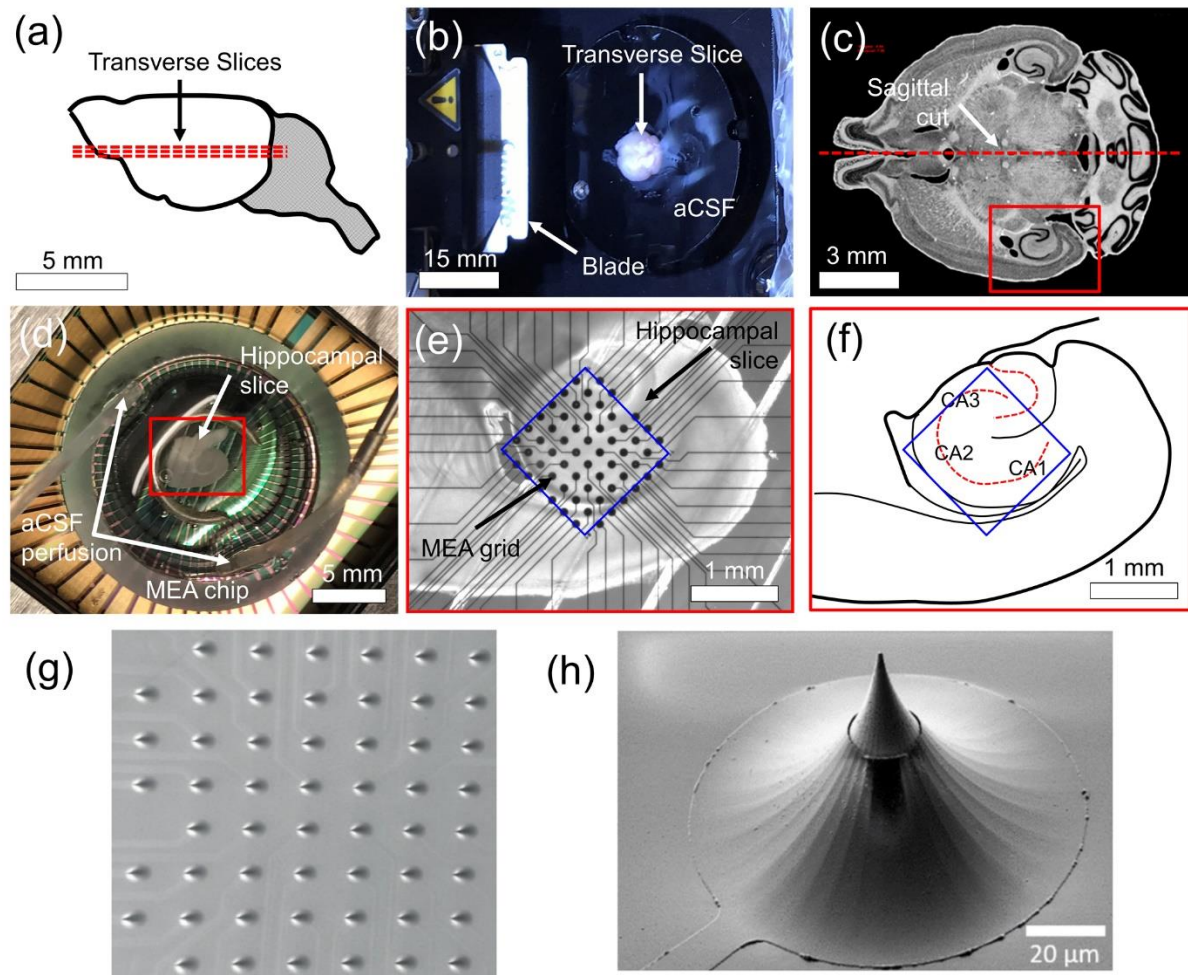 (a)
Transverse Slices
5 mm
(b)
Transverse Slice
aCSF
15 mm
Blade
(c)
Sagittal
cut
3 mm
(d)
Hippocampal
slice
aCSF
perfusion
MEA chip
5 mm
(e)
Hippocampal
slice
MEA grid
1 mm
(f)
CA3
CA2
CA1
1 mm
(g)
(h)
20 µm